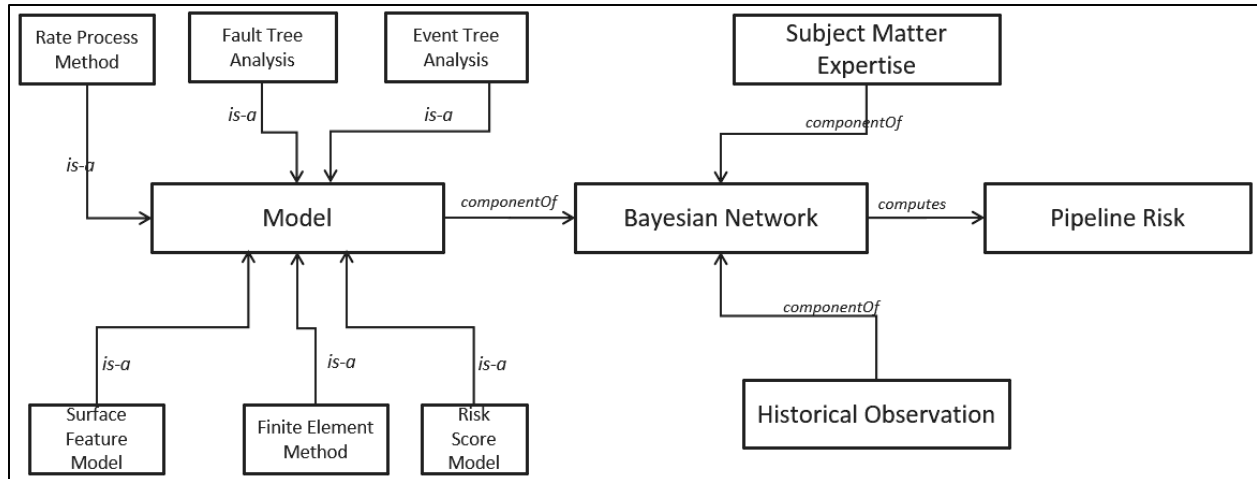 Rate Process
Method
Fault Tree
Analysis
Event Tree
Analysis
Subject Matter
Expertise
is-a
is-a
componentOf
is-a
Model
componentOf
Bayesian Network
computes
Pipeline Risk
componentOf
is-a
is-a
is-a
Surface
Feature
Model
Finite Element
Method
Risk
Score
Model
Historical Observation